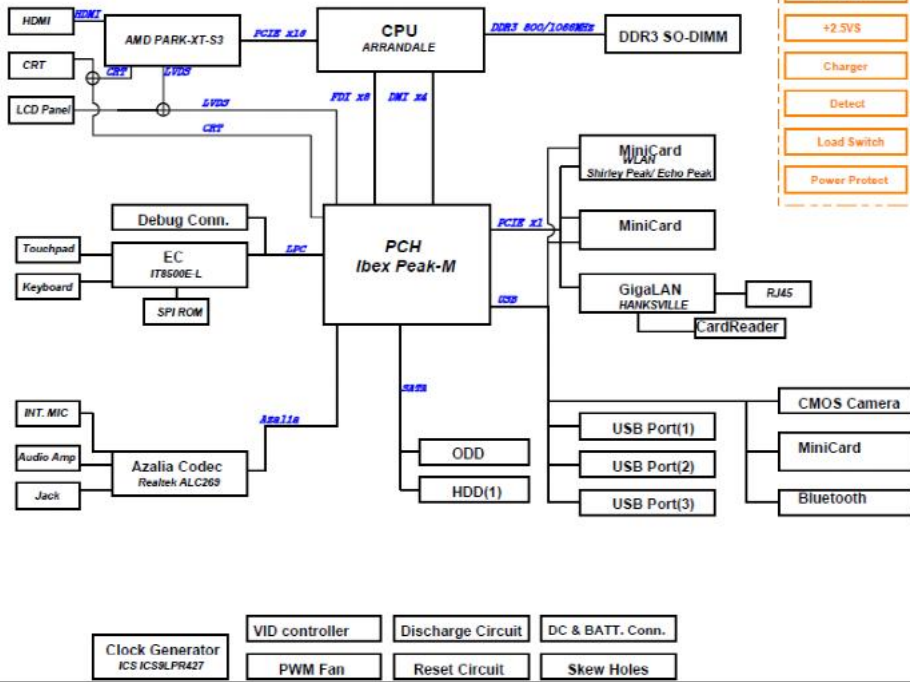 HDMI
HDMI
AMD PARK-XT-S3
PCIE x16
CPU
ARRANDALE
DDR3 800/1066MHz
DDR3 SO-DIMM
+2.5VS
CRT
CRT
LVDS
Charger
LCD Panel
LVDS
FDI x8
DMI x4
Detect
CRT
Load Switch
MiniCard
WLAN
Shirley Peak/ Echo Peak
Power Protect
Debug Conn.
PCIE x1
MiniCard
Touchpad
EC
IT8500E-L
LPC
PCH
Ibex Peak-M
Keyboard
SPI ROM
USB
GigaLAN
HANKSVILLE
RJ45
CardReader
SATA
INT. MIC
Azalia
CMOS Camera
USB Port(1)
Audio Amp
Azalia Codec
Realtek ALC269
ODD
USB Port(2)
MiniCard
Jack
HDD(1)
USB Port(3)
Bluetooth
VID controller
Discharge Circuit
DC & BATT. Conn.
Clock Generator
ICS ICS9LPR427
PWM Fan
Reset Circuit
Skew Holes